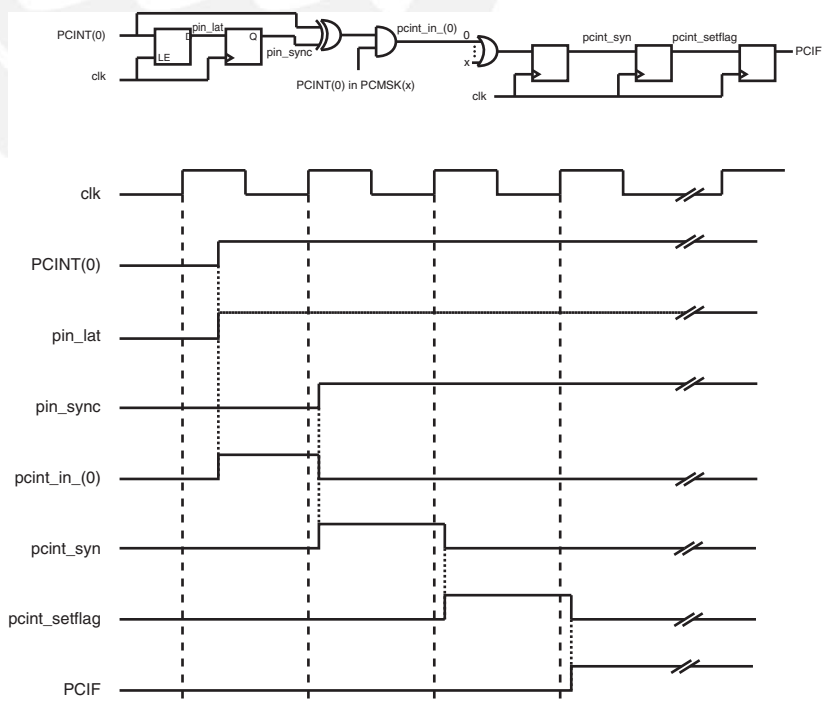 PCINT(0)
pin_lat
D
Q
LE
pin_sync
clk
pcint_in_(0)
0
x
PCINT(0) in PCMSK(x)
pcint_syn
pcint_setflag
PCIF
clk
clk
PCINT(0)
pin_lat
pin_sync
pcint_in_(0)
pcint_syn
pcint_setflag
PCIF